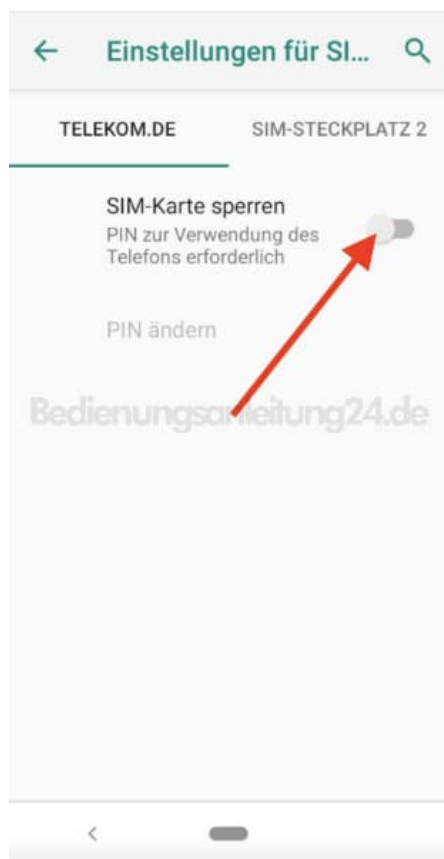 Einstellungen für SI...
TELEKOM.DE SIM-STECKPLATZ 2
SIM-Karte sperren
PIN zur Verwendung des
Telefons erforderlich
PIN ändern
Bedienungsanleitung24.de